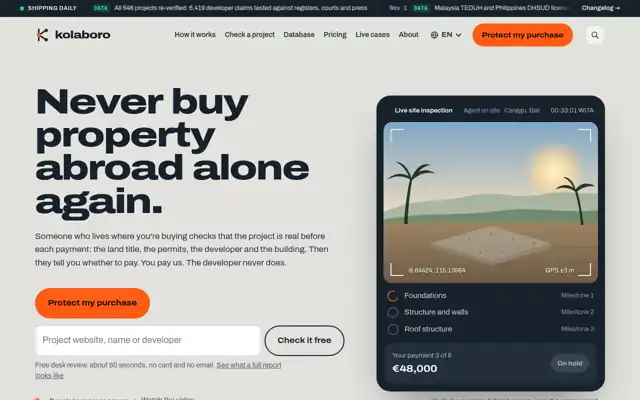 SHIPPING DAILY
DATA All 646 properties re-verified: 6,419 developer claims tested against registers, courts and press
Nov 1 DATA Malaysia TEDUH and Philippines DHSUD
Changelog →
kolaboro
How it works Check a project Database Pricing Live cases About
EN
Protect my purchase
Never buy
property
abroad alone
again.
Someone who lives where you're buying checks that the project is real before
each payment: the land title, the permits, the developer and the building. Then
they tell you whether to pay. You pay us. The developer never does.
Protect my purchase
Project website, name or developer
Check it free
Free desk review, about 60 seconds, no card and no email. See what a full report
looks like
Live site inspection Agent on site Canggu, Bali 00:33:01 WITA
-8.64424, 115.13984
GPS ±3 m
Foundations Milestone 1
Structure and walls Milestone 2
Roof structure Milestone 3
Your payment 3 of 6
€48,000
On hold
Watch the video